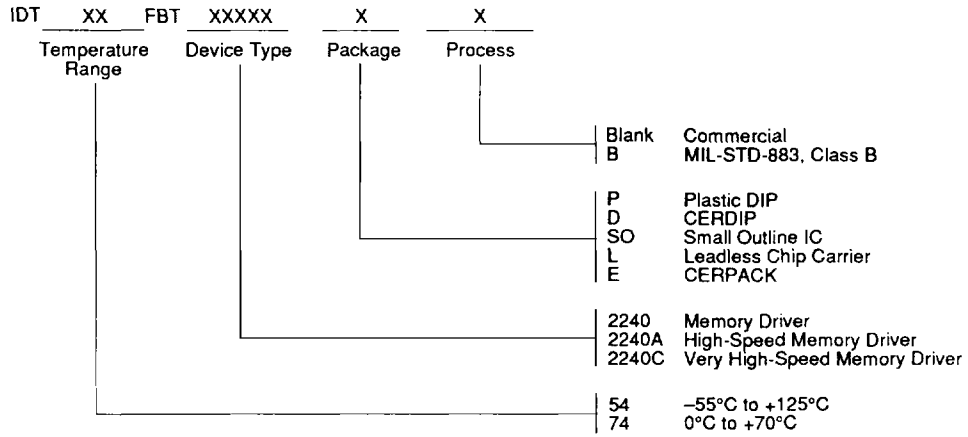 IDT XX FBT XXXXX X X
Temperature Range Device Type Package Process
Blank Commercial
B MIL-STD-883, Class B
P Plastic DIP
D CERDIP
SO Small Outline IC
L Leadless Chip Carrier
E CERPACK
2240 Memory Driver
2240A High-Speed Memory Driver
2240C Very High-Speed Memory Driver
54 –55°C to +125°C
74 0°C to +70°C